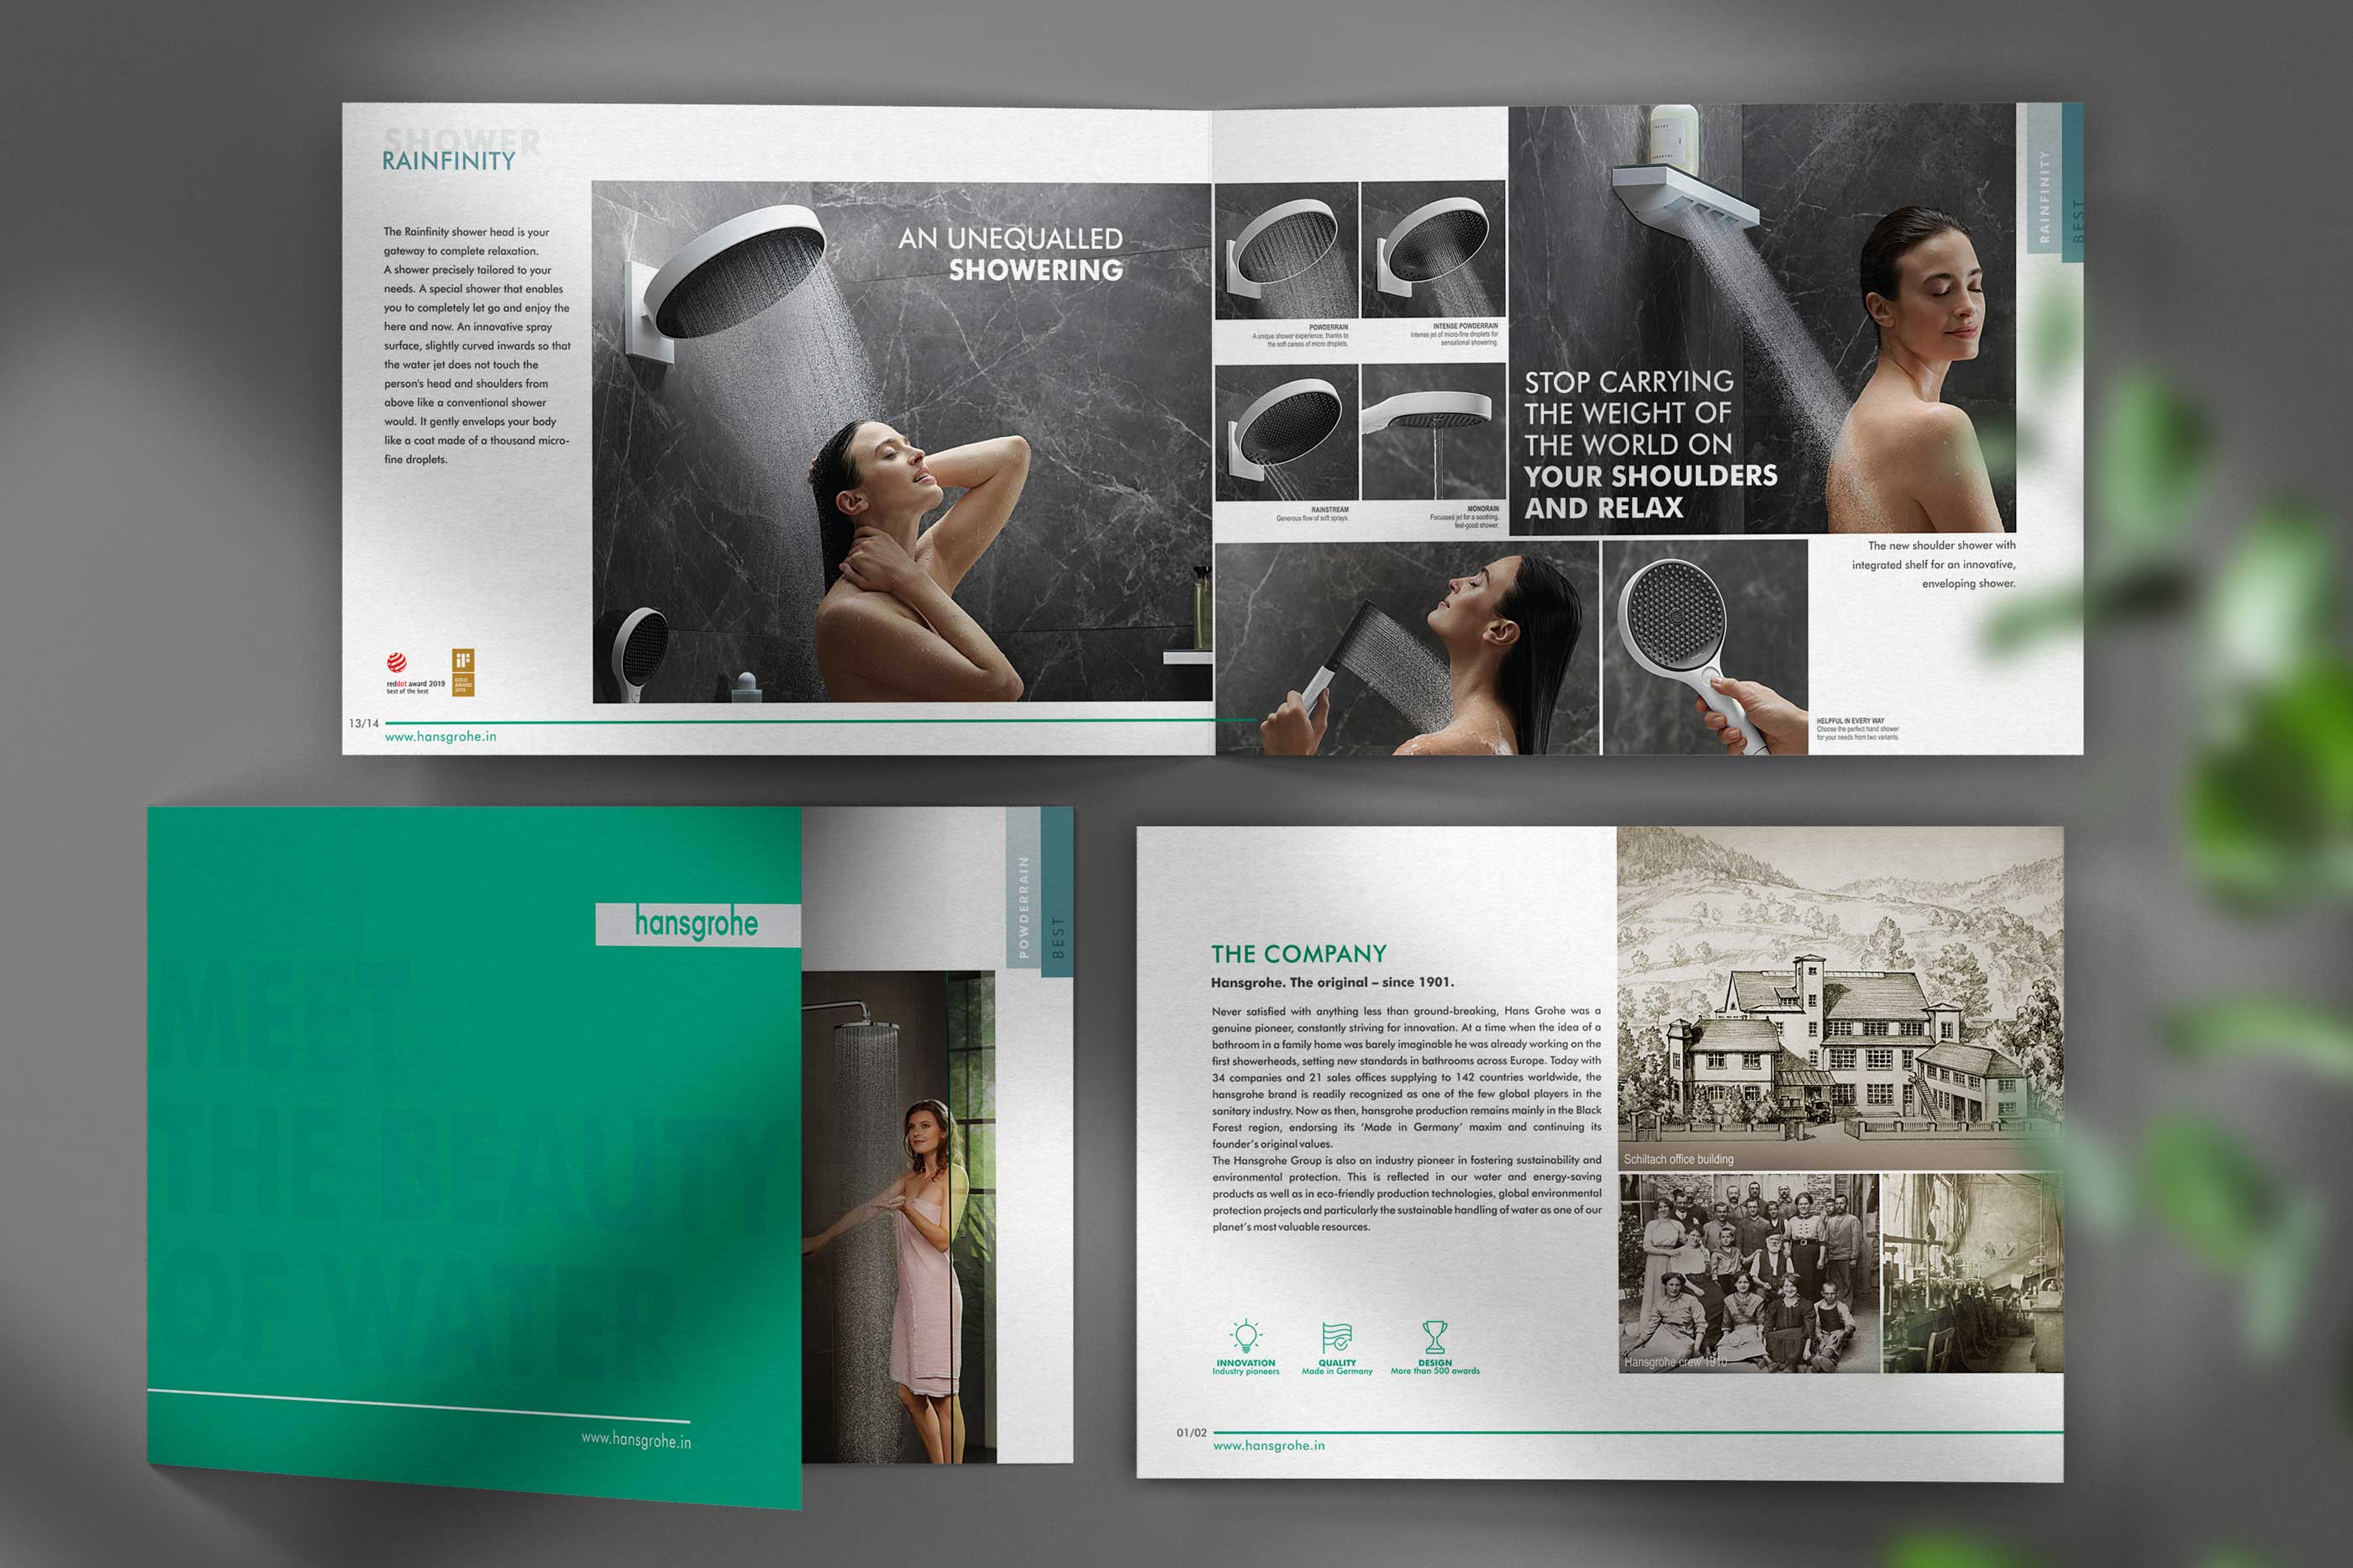 SHOWER
RAINFINITY
The Rainfinity shower head is your
gateway to complete relaxation.
A shower precisely tailored to your
needs. A special shower that enables
you to completely let go and enjoy the
here and now. An innovative spray
surface, slightly curved inwards so that
the water jet does not touch the
person's head and shoulders from
above like a conventional shower
would. It gently envelops your body
like a coat made of a thousand micro-
fine droplets.
reddot award 2019
best of the best
iF
GOLD
AWARD
2019
13/14
www.hansgrohe.in
AN UNEQUALLED
SHOWERING
POWDERRAIN
A unique shower experience, thanks to
the soft caress of micro droplets.
INTENSE POWDERRAIN
Intense jet of micro-fine droplets for
sensational showering.
RAINSTREAM
Generous flow of soft sprays.
MONORAIN
Focussed jet for a soothing,
feel-good shower.
STOP CARRYING
THE WEIGHT OF
THE WORLD ON
YOUR SHOULDERS
AND RELAX
RAINFINITY
BEST
The new shoulder shower with
integrated shelf for an innovative,
enveloping shower.
HELPFUL IN EVERY WAY
Choose the perfect hand shower
for your needs from two variants.
hansgrohe
MEET
THE BEAUTY
OF WATER
www.hansgrohe.in
POWDERRAIN
BEST
THE COMPANY
Hansgrohe. The original – since 1901.
Never satisfied with anything less than ground-breaking, Hans Grohe was a
genuine pioneer, constantly striving for innovation. At a time when the idea of a
bathroom in a family home was barely imaginable he was already working on the
first showerheads, setting new standards in bathrooms across Europe. Today with
34 companies and 21 sales offices supplying to 142 countries worldwide, the
hansgrohe brand is readily recognized as one of the few global players in the
sanitary industry. Now as then, hansgrohe production remains mainly in the Black
Forest region, endorsing its 'Made in Germany' maxim and continuing its
founder's original values.
The Hansgrohe Group is also an industry pioneer in fostering sustainability and
environmental protection. This is reflected in our water and energy-saving
products as well as in eco-friendly production technologies, global environmental
protection projects and particularly the sustainable handling of water as one of our
planet's most valuable resources.
INNOVATION
Industry pioneers
QUALITY
Made in Germany
DESIGN
More than 500 awards
Schiltach office building
Hansgrohe crew 1910
01/02
www.hansgrohe.in